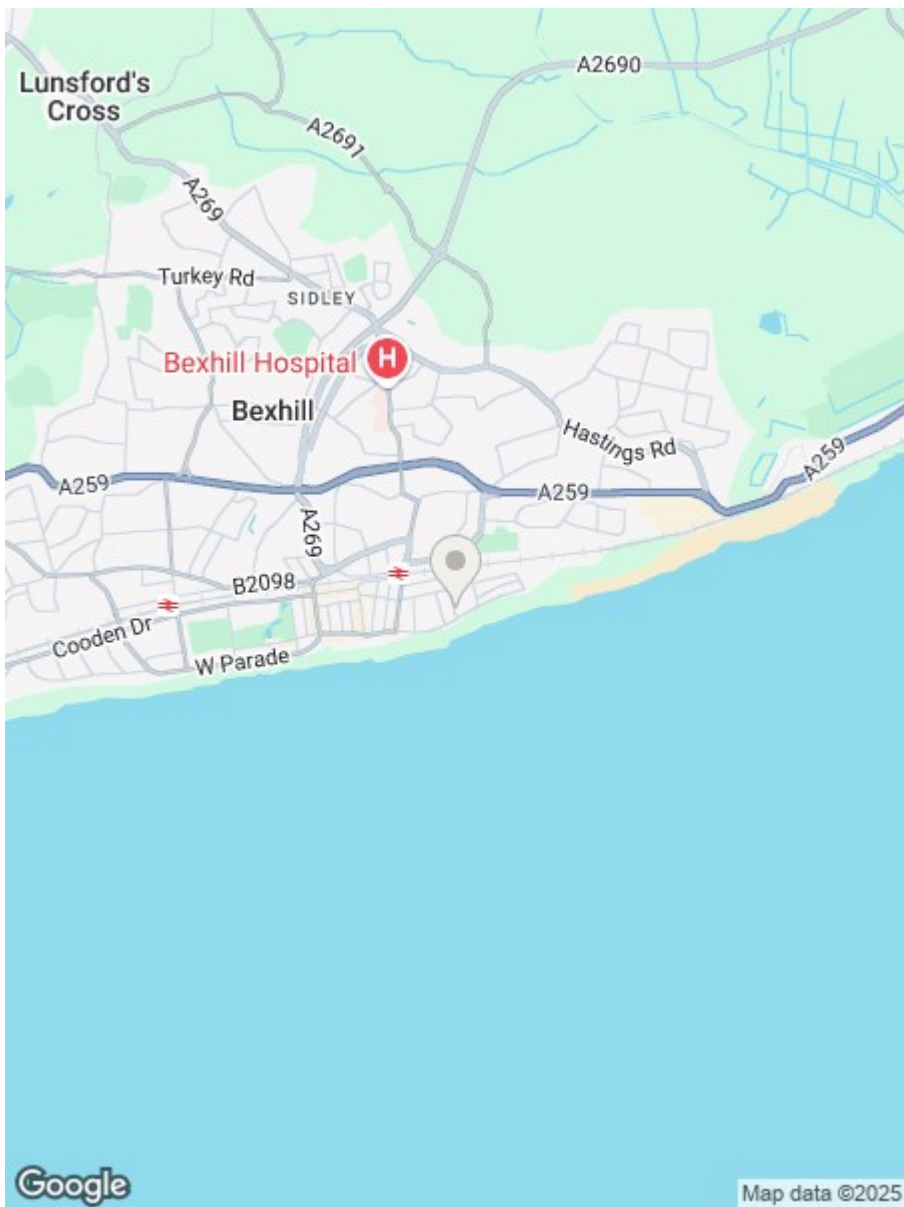 A2690
Lunsford's
Cross
A2691
A269
Turkey Rd
SIDLEY
Bexhill Hospital
H
Bexhill
Hastings Rd
A259
A259
A259
A269
B2098
Cooden Dr
W Parade
Google
Map data ©2025